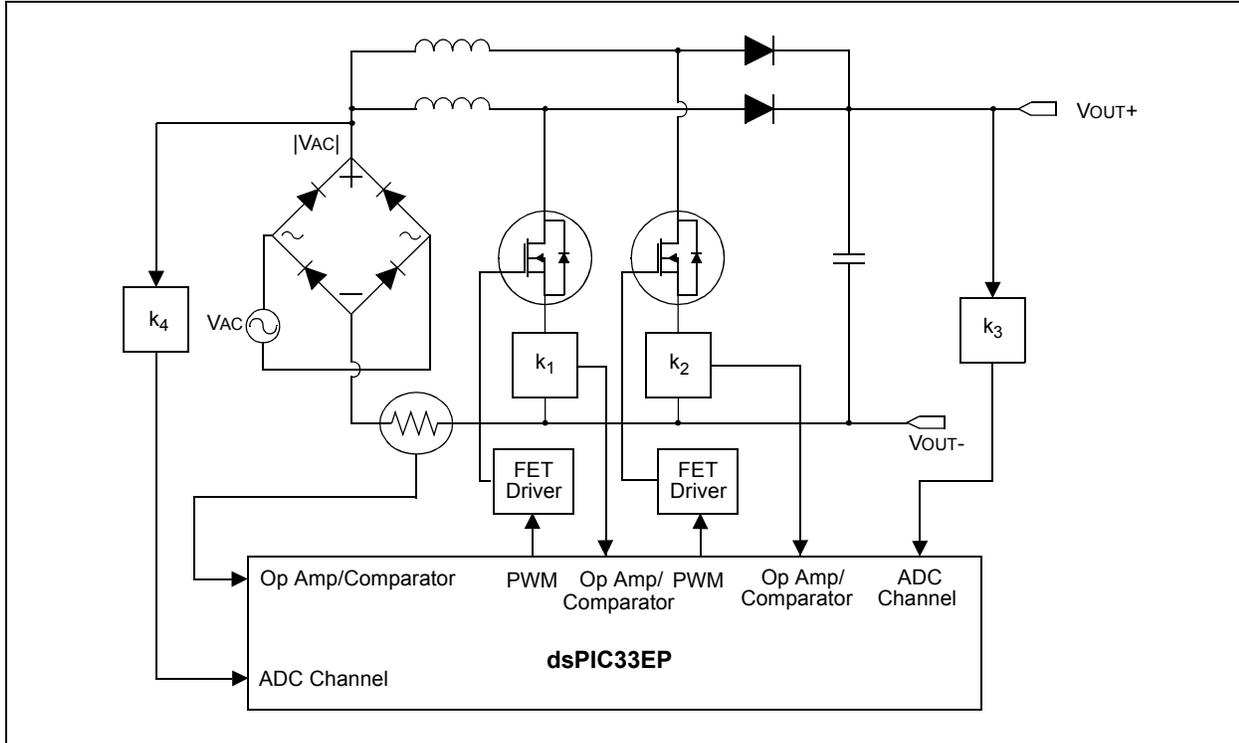 VOUT+
|VAC|
k4
VAC
k1
k2
k3
VOUT-
FET
Driver
FET
Driver
Op Amp/Comparator
PWM
Op Amp/
Comparator
PWM
Op Amp/
Comparator
ADC
Channel
dsPIC33EP
ADC Channel